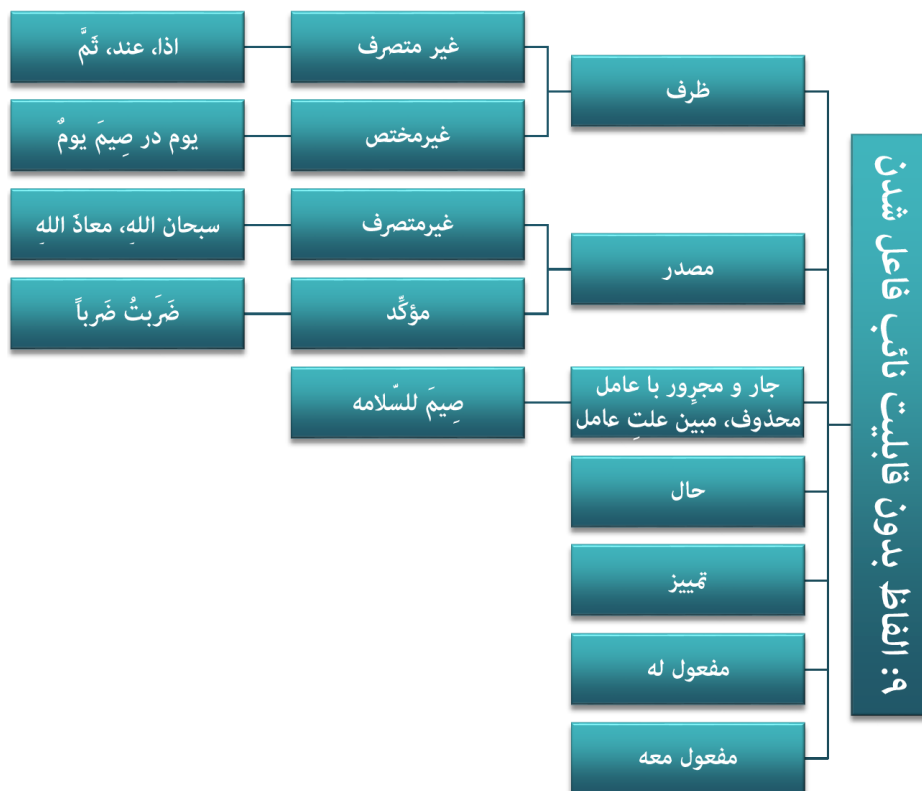 ۹: الفاظ بدون قابلیت نائب فاعل شدن
ظرف
غیر متصرف
اذا، عند، ثَمَّ
غیرمختص
یوم در صِیمَ یومٌ
مصدر
غیرمتصرف
سبحان اللهِ، معاذَ اللهِ
مؤکِّد
ضَرَبتُ ضَرباً
جار و مجرِور با عامل
محذوف، مبین علتِ عامل
صِیمَ للسّلامه
حال
تمییز
مفعول له
مفعول معه